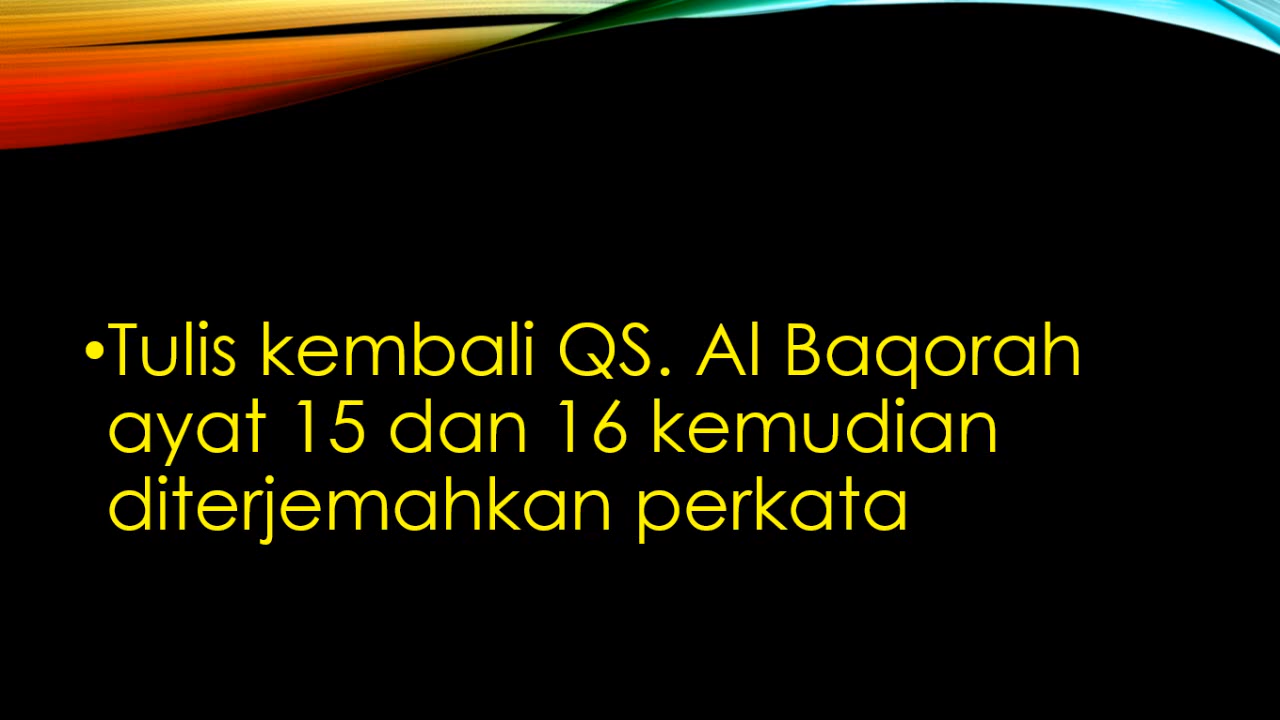 •Tulis kembali QS. Al Baqorah
ayat 15 dan 16 kemudian
diterjemahkan perkata